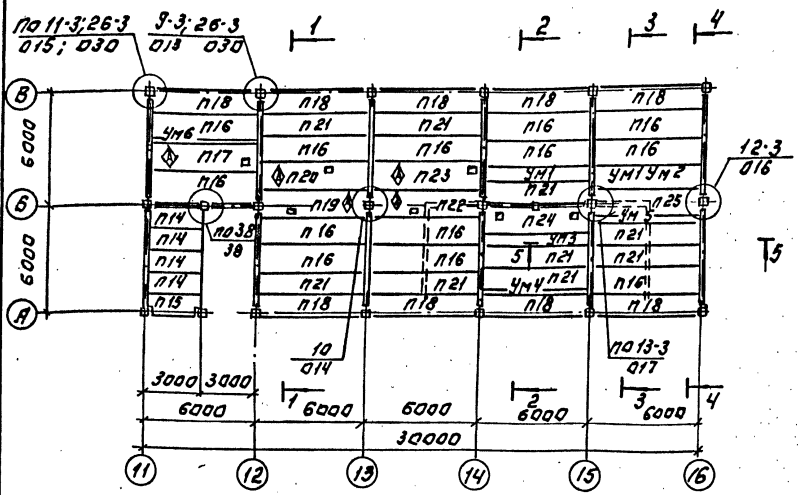 по 11-3; 26-3
015; 030
9-3; 26-3
013 030
1
2
3
4
В
п18
п18
п18
п18
п18
УМ6 п16
п21
п21
п16
п16
п17
п16
п16
п16
п16
п16
п20
п23
УМ1
п21
УМ1 УМ2
12-3
016
6000
Б
п19
п22
п25
п14
по 38
38
п24
УМ5
п14
п16
п16
УМ3
п21
п14
п16
п16
5
п21
п21
5
п14
п21
п21
УМ4 п21
п16
п15
п18
п18
п18
п18
6000
А
10
014
по 13-3
017
3000 3000
1
2
3
4
6000
6000
6000
6000
6000
30000
11
12
13
14
15
16